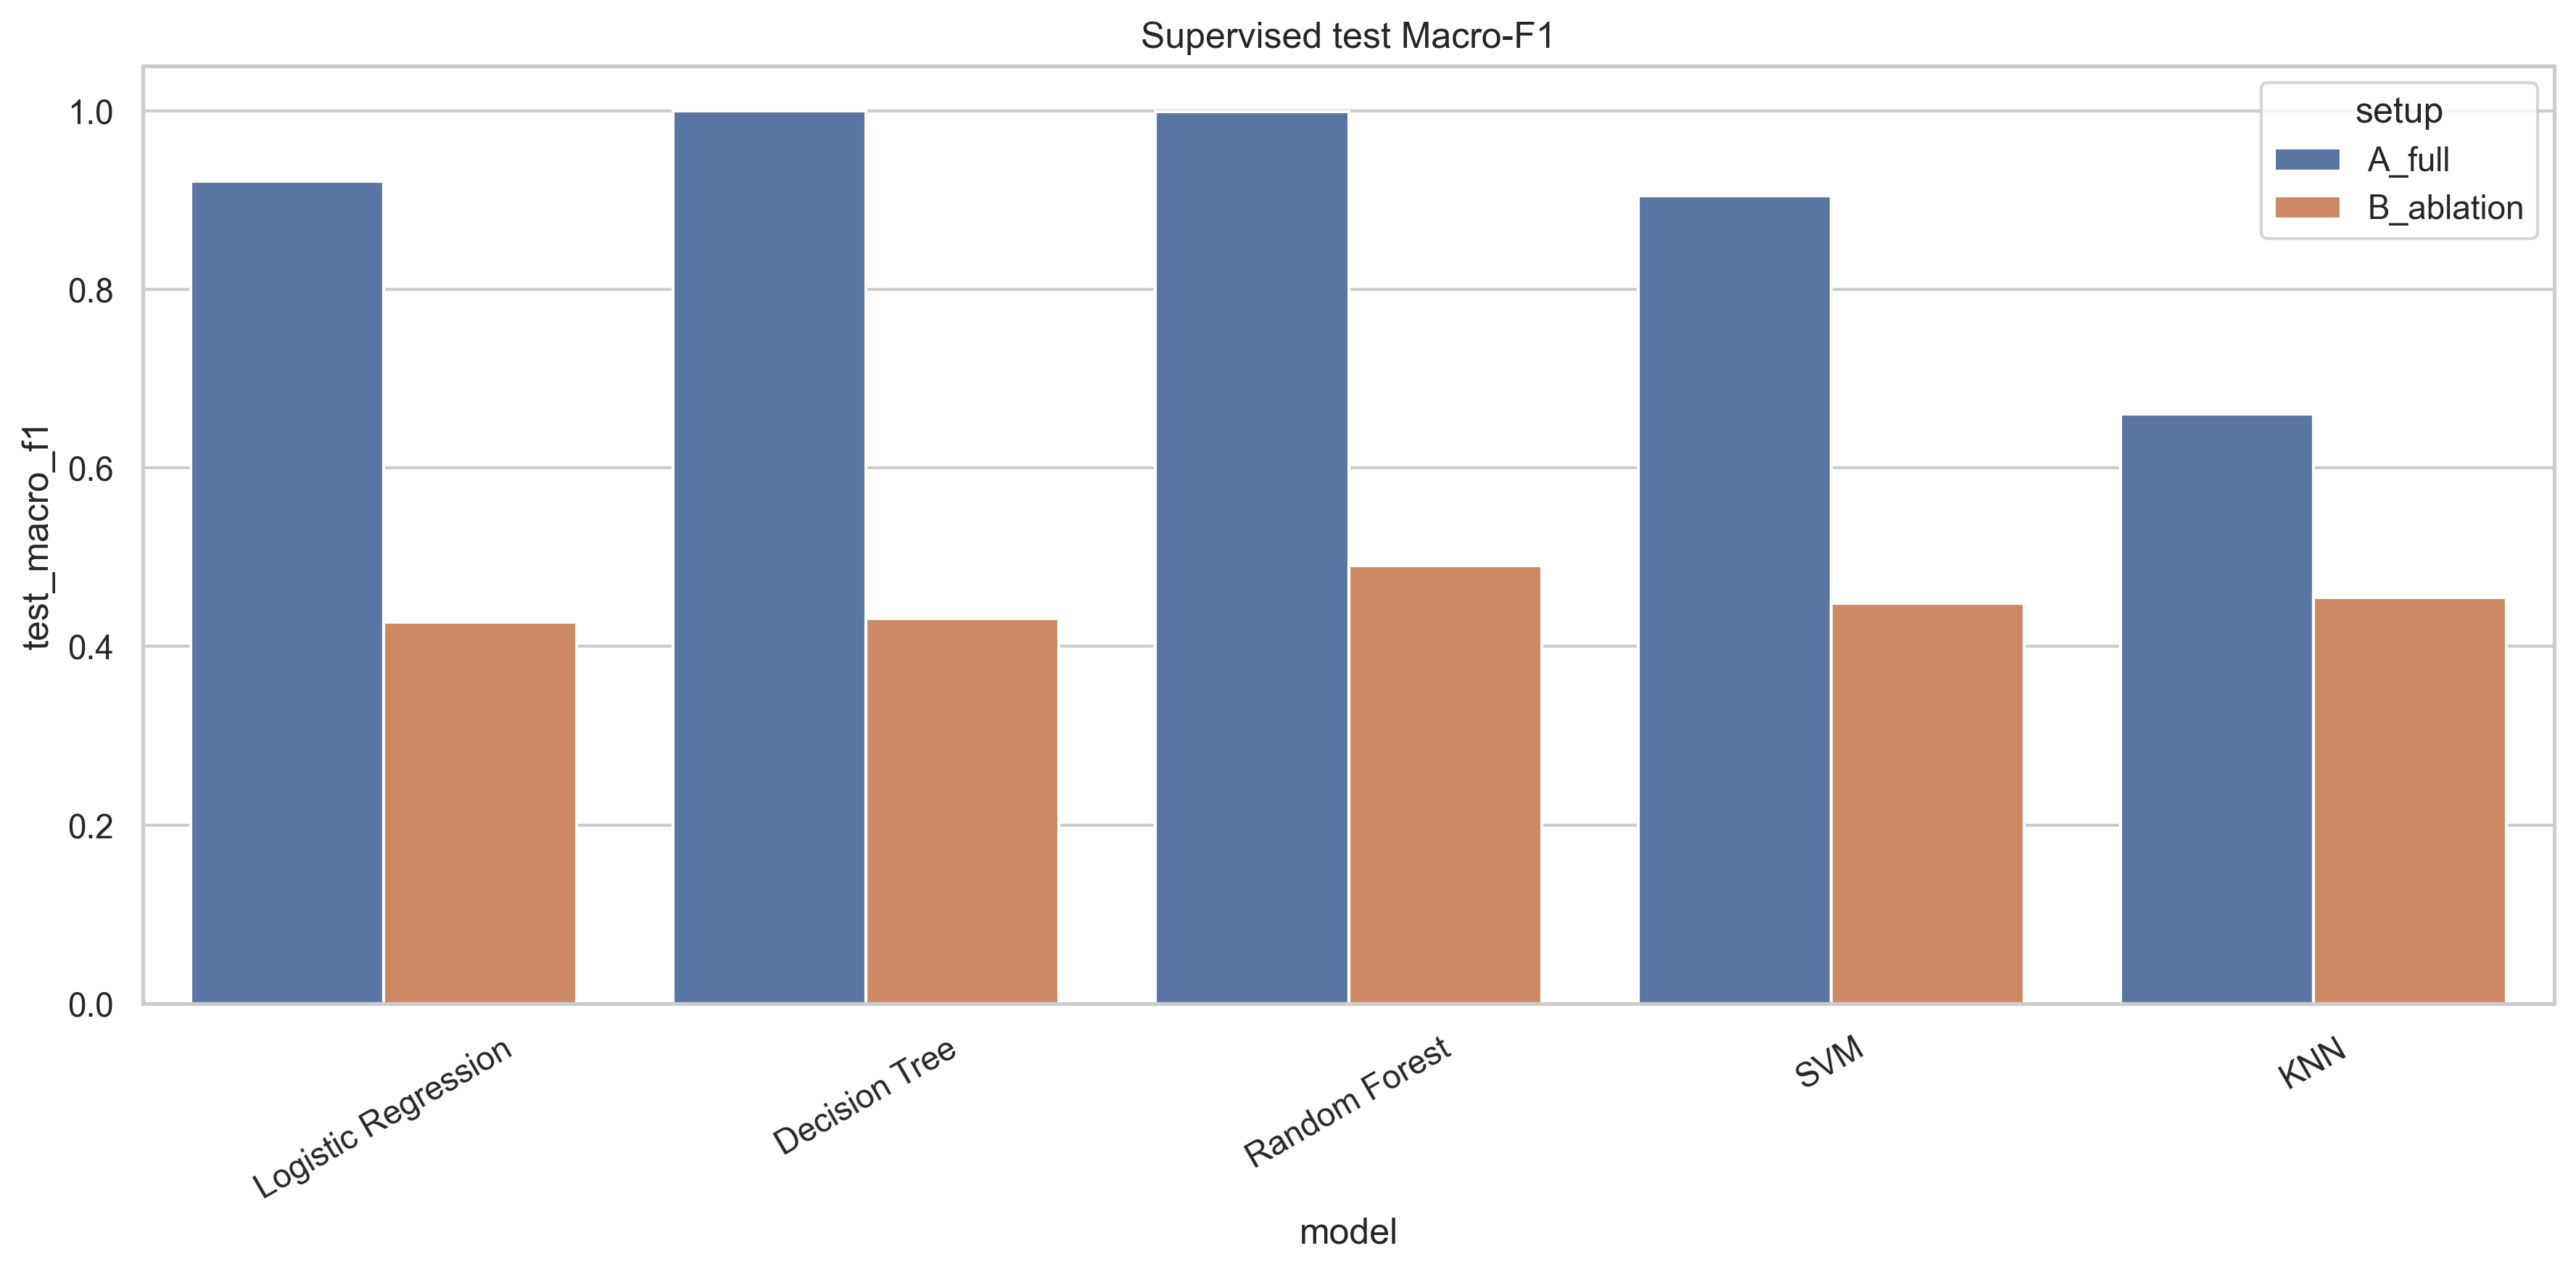 Supervised test Macro-F1
setup
A_full
B_ablation
test_macro_f1
1.0
0.8
0.6
0.4
0.2
0.0
Logistic Regression
Decision Tree
Random Forest
SVM
KNN
model